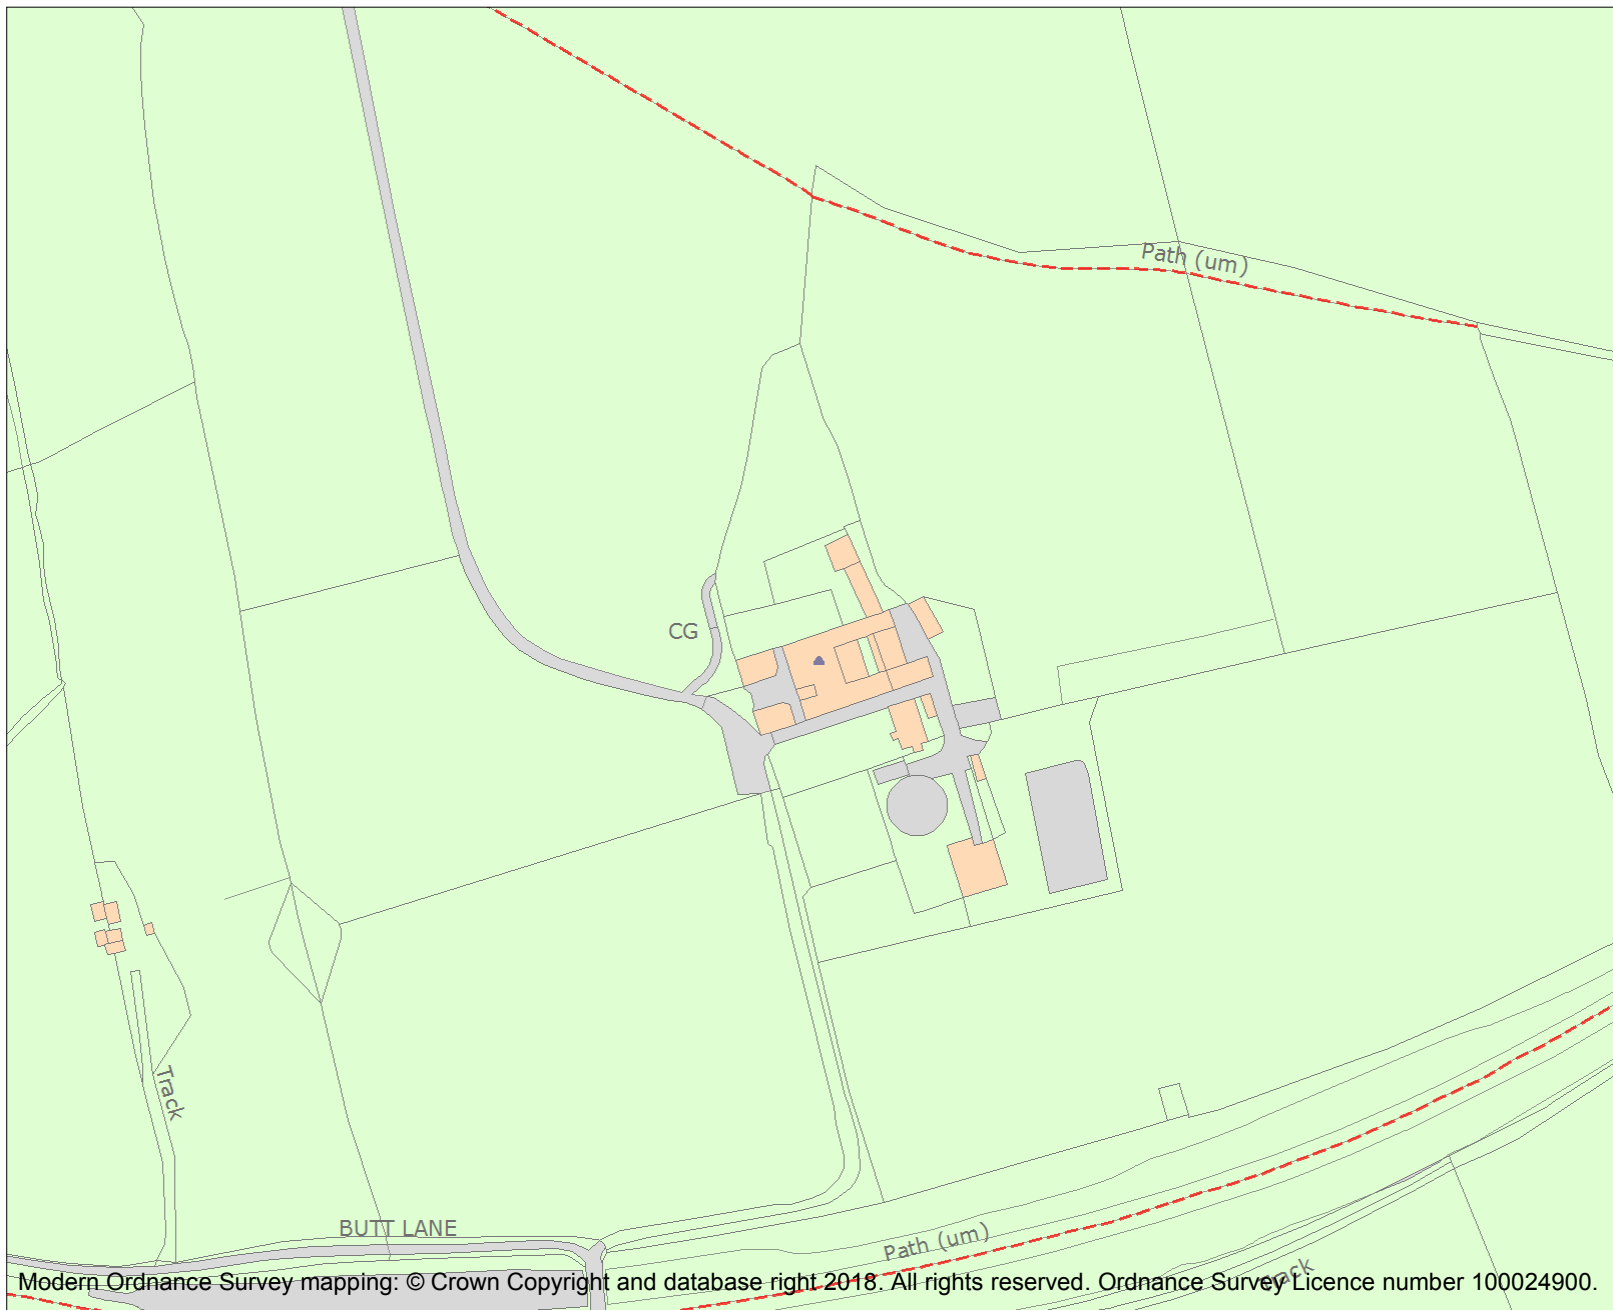 Path (um)
CG
Track
BUTT LANE
Path (um)
Track
Modern Ordnance Survey mapping: © Crown Copyright and database right 2018. All rights reserved. Ordnance Survey Licence number 100024900.